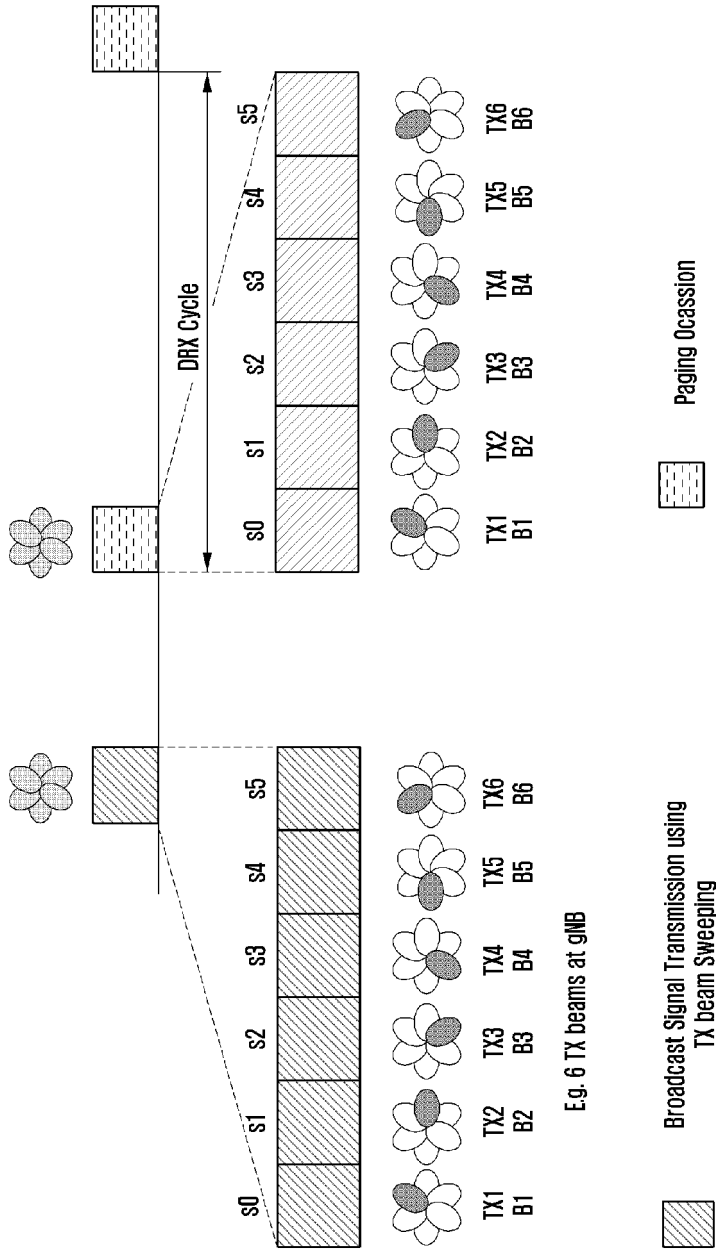 DRX Cycle
s0 s1 s2 s3 s4 s5
s0 s1 s2 s3 s4 s5
TX1 TX2 TX3 TX4 TX5 TX6
B1 B2 B3 B4 B5 B6
TX1 TX2 TX3 TX4 TX5 TX6
B1 B2 B3 B4 B5 B6
E.g. 6 TX beams at gNB
Broadcast Signal Transmission using
TX beam Sweeping
Paging Ocassion